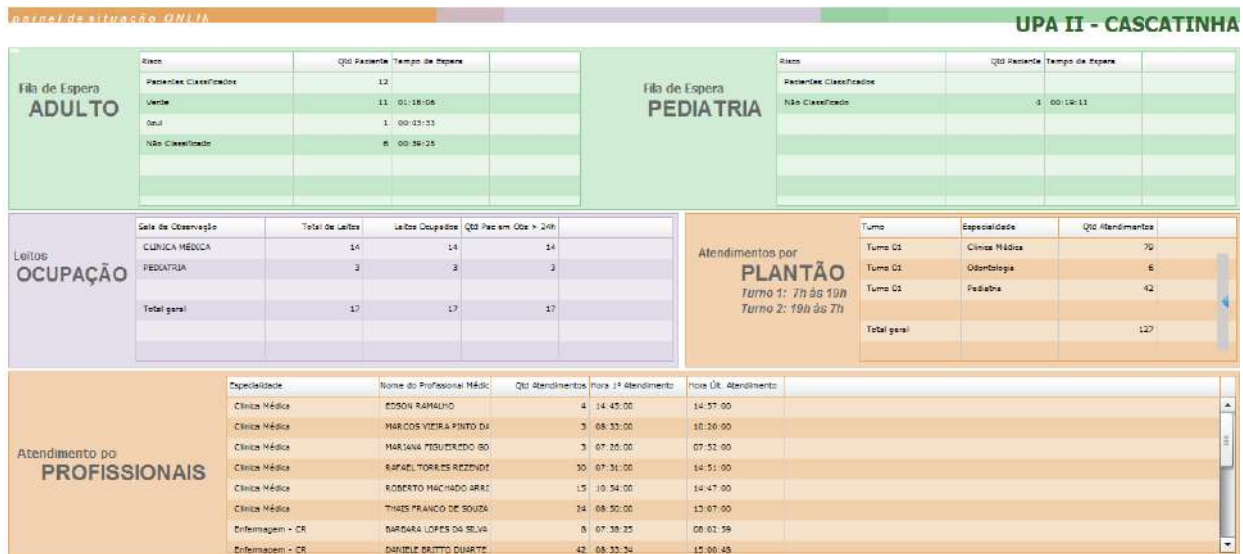 painel de situação ONLIN
UPA II - CASCATINHA
Fila de Espera
ADULTO
Risco Qtd Paciente Tempo de Espera
Pacientes Classificados 12
Verde 11 01:18:06
Azul 1 00:43:33
Não Classificado 6 00:39:25
Fila de Espera
PEDIATRIA
Risco Qtd Paciente Tempo de Espera
Pacientes Classificados
Não Classificado 4 00:19:11
Leitos
OCUPAÇÃO
Sala de Observação Total de Leitos Leitos Ocupados Qtd Pac em Obs > 24h
CLINICA MÉDICA 14 14 14
PEDIATRIA 3 3 3
Total geral 17 17 17
Atendimentos por
PLANTÃO
Turno 1: 7h às 19h
Turno 2: 19h às 7h
Turno Especialidade Qtd Atendimentos
Turno 01 Clínica Médica 79
Turno 01 Odontologia 6
Turno 01 Pediatria 42
Total geral 127
Atendimento po
PROFISSIONAIS
Especialidade Nome do Profissional Médic Qtd Atendimentos Hora 1º Atendimento Hora Últ. Atendimento
Clínica Médica EDSON RAMALHO 4 14:45:00 14:57:00
Clínica Médica MARCOS VIEIRA PINTO DA 3 08:33:00 10:20:00
Clínica Médica MARIANA FIGUEIREDO GO 3 07:26:00 07:52:00
Clínica Médica RAFAEL TORRES REZENDE 30 07:31:00 14:51:00
Clínica Médica ROBERTO MACHADO ARRI 15 10:54:00 14:47:00
Clínica Médica THAIS FRANCO DE SOUZA 24 08:50:00 13:07:00
Enfermagem - CR BARBARA LOPES DA SILVA 8 07:38:25 08:02:59
Enfermagem - CR DANIELE BRITTO DUARTE 42 08:33:34 15:00:48